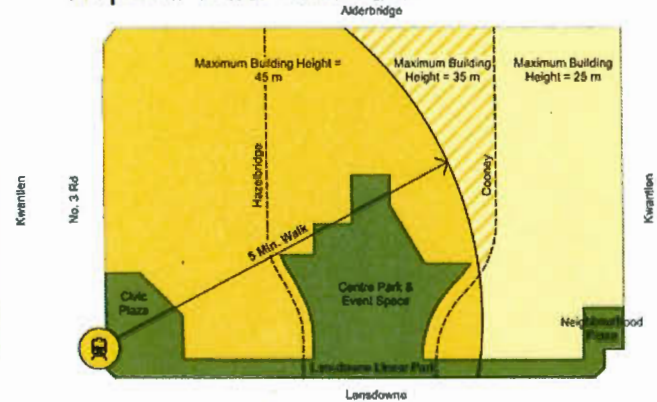 Alderbridge
Maximum Building Height =
45 m
Maximum Building
Height = 35 m
Maximum Building
Height = 25 m
Kwantlen
No. 3 Rd
Hazelbridge
Cooney
Kwantlen
5 Min. Walk
Civic
Plaza
Centre Park &
Event Space
Neighbourhood
Lansdowne Linear Park
Lansdowne